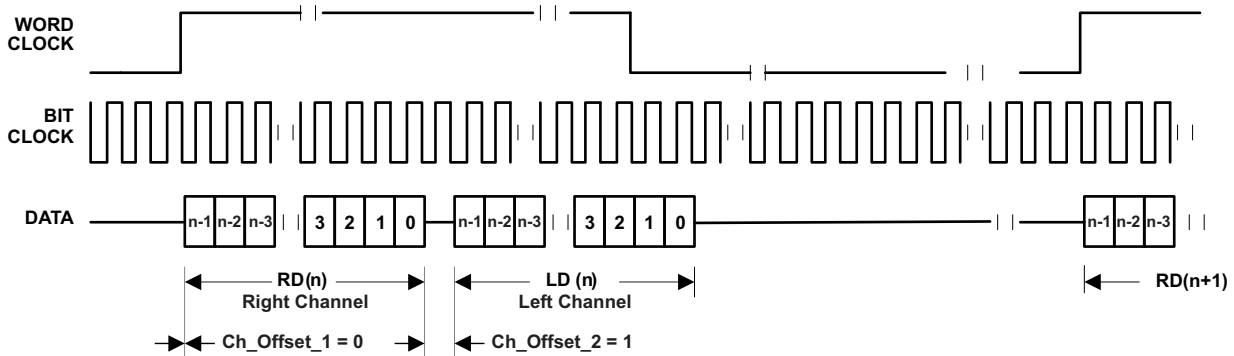 WORD
CLOCK
BIT
CLOCK
DATA
n-1 n-2 n-3 3 2 1 0 n-1 n-2 n-3 3 2 1 0 n-1 n-2 n-3
RD(n) LD (n) RD(n+1)
Right Channel Left Channel
Ch_Offset_1 = 0 Ch_Offset_2 = 1